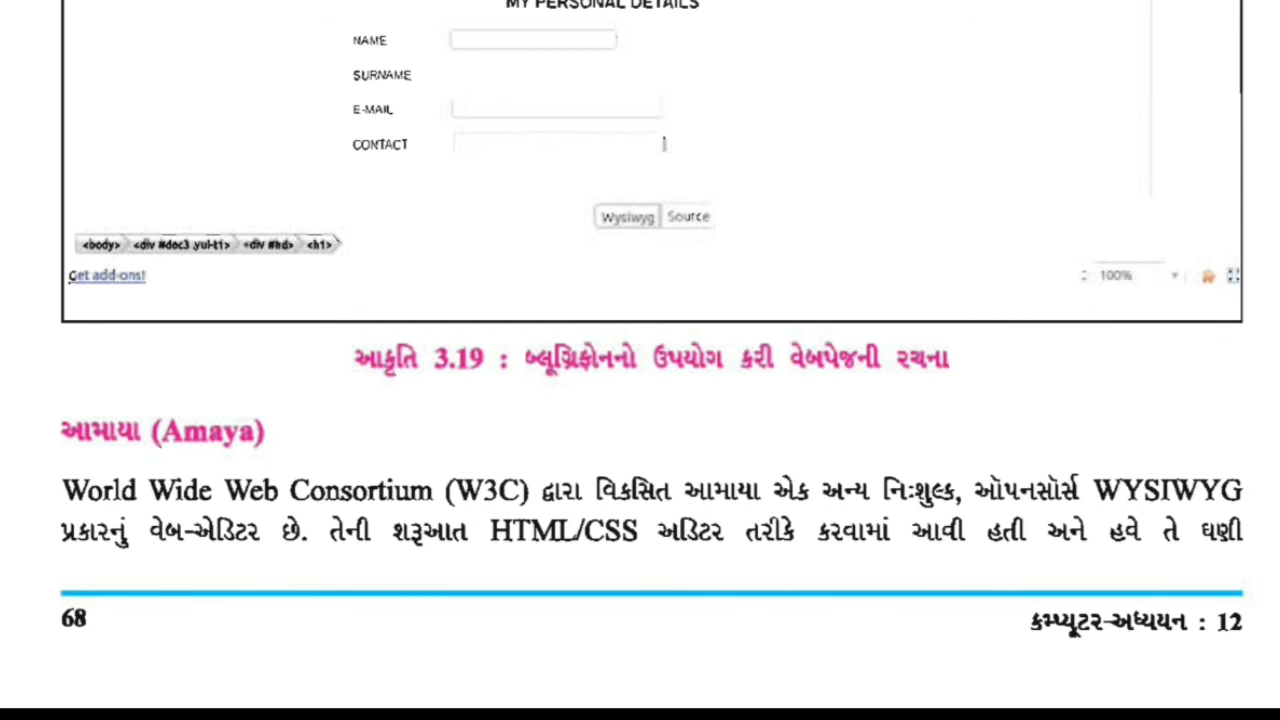 MY PERSONAL DETAILS
NAME
SURNAME
E-MAIL
CONTACT
Wysiwyg Source
<body> <div #doc3 .yui-t1> <div #hd> <h1>
Get add-ons!
100%
આકૃતિ 3.19 : બ્લૂગ્રિફોનનો ઉપયોગ કરી વેબપેજની રચના
આમાયા (Amaya)
World Wide Web Consortium (W3C) દ્વારા વિકસિત આમાયા એક અન્ય નિઃશુલ્ક, ઑપનસૉર્સ WYSIWYG
પ્રકારનું વેબ-એડિટર છે. તેની શરૂઆત HTML/CSS અડિટર તરીકે કરવામાં આવી હતી અને હવે તે ઘણી
68
કમ્પ્યૂટર-અધ્યયન : 12